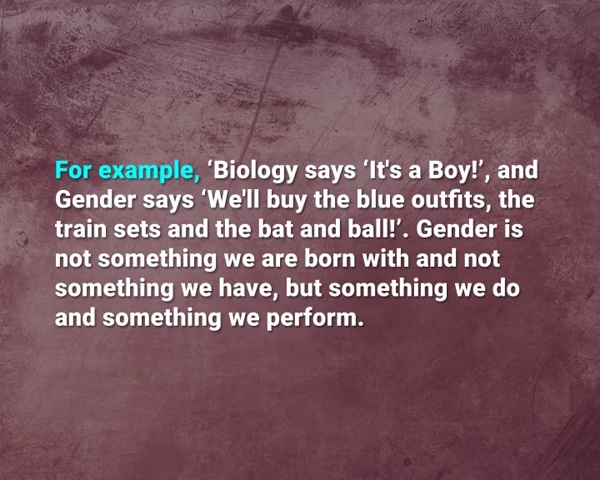 For example, ‘Biology says ‘It's a Boy!’, and
Gender says ‘We'll buy the blue outfits, the
train sets and the bat and ball!’. Gender is
not something we are born with and not
something we have, but something we do
and something we perform.